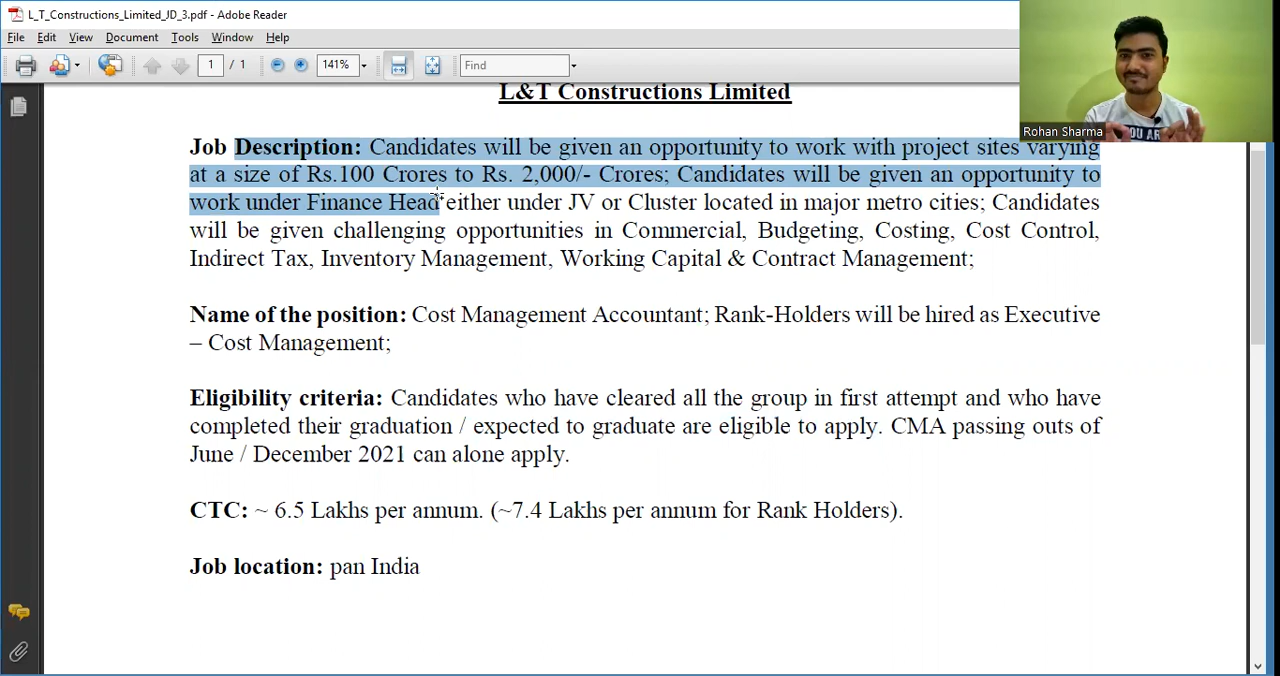 L_T_Constructions_Limited_JD_3.pdf - Adobe Reader
File Edit View Document Tools Window Help
1 / 1 141% Find
L&T Constructions Limited
Job Description: Candidates will be given an opportunity to work with project sites varying
at a size of Rs.100 Crores to Rs. 2,000/- Crores; Candidates will be given an opportunity to
work under Finance Head either under JV or Cluster located in major metro cities; Candidates
will be given challenging opportunities in Commercial, Budgeting, Costing, Cost Control,
Indirect Tax, Inventory Management, Working Capital & Contract Management;
Name of the position: Cost Management Accountant; Rank-Holders will be hired as Executive
– Cost Management;
Eligibility criteria: Candidates who have cleared all the group in first attempt and who have
completed their graduation / expected to graduate are eligible to apply. CMA passing outs of
June / December 2021 can alone apply.
CTC: ~ 6.5 Lakhs per annum. (~7.4 Lakhs per annum for Rank Holders).
Job location: pan India
Rohan Sharma
YOU AR